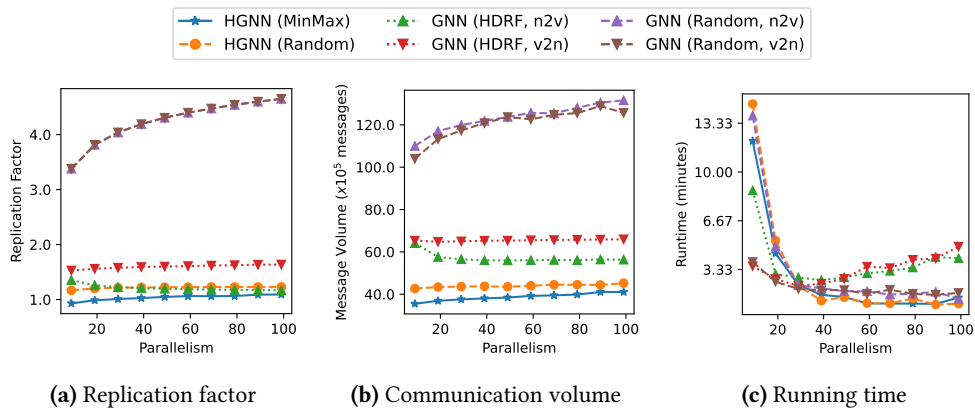 HGNN (MinMax) GNN (HDRF, n2v) GNN (Random, n2v)
HGNN (Random) GNN (HDRF, v2n) GNN (Random, v2n)
Replication Factor
4.0
3.0
2.0
1.0
20 40 60 80 100
Parallelism
(a) Replication factor
Message Volume (x10⁵ messages)
120.0
100.0
80.0
60.0
40.0
20 40 60 80 100
Parallelism
(b) Communication volume
Runtime (minutes)
13.33
10.00
6.67
3.33
20 40 60 80 100
Parallelism
(c) Running time